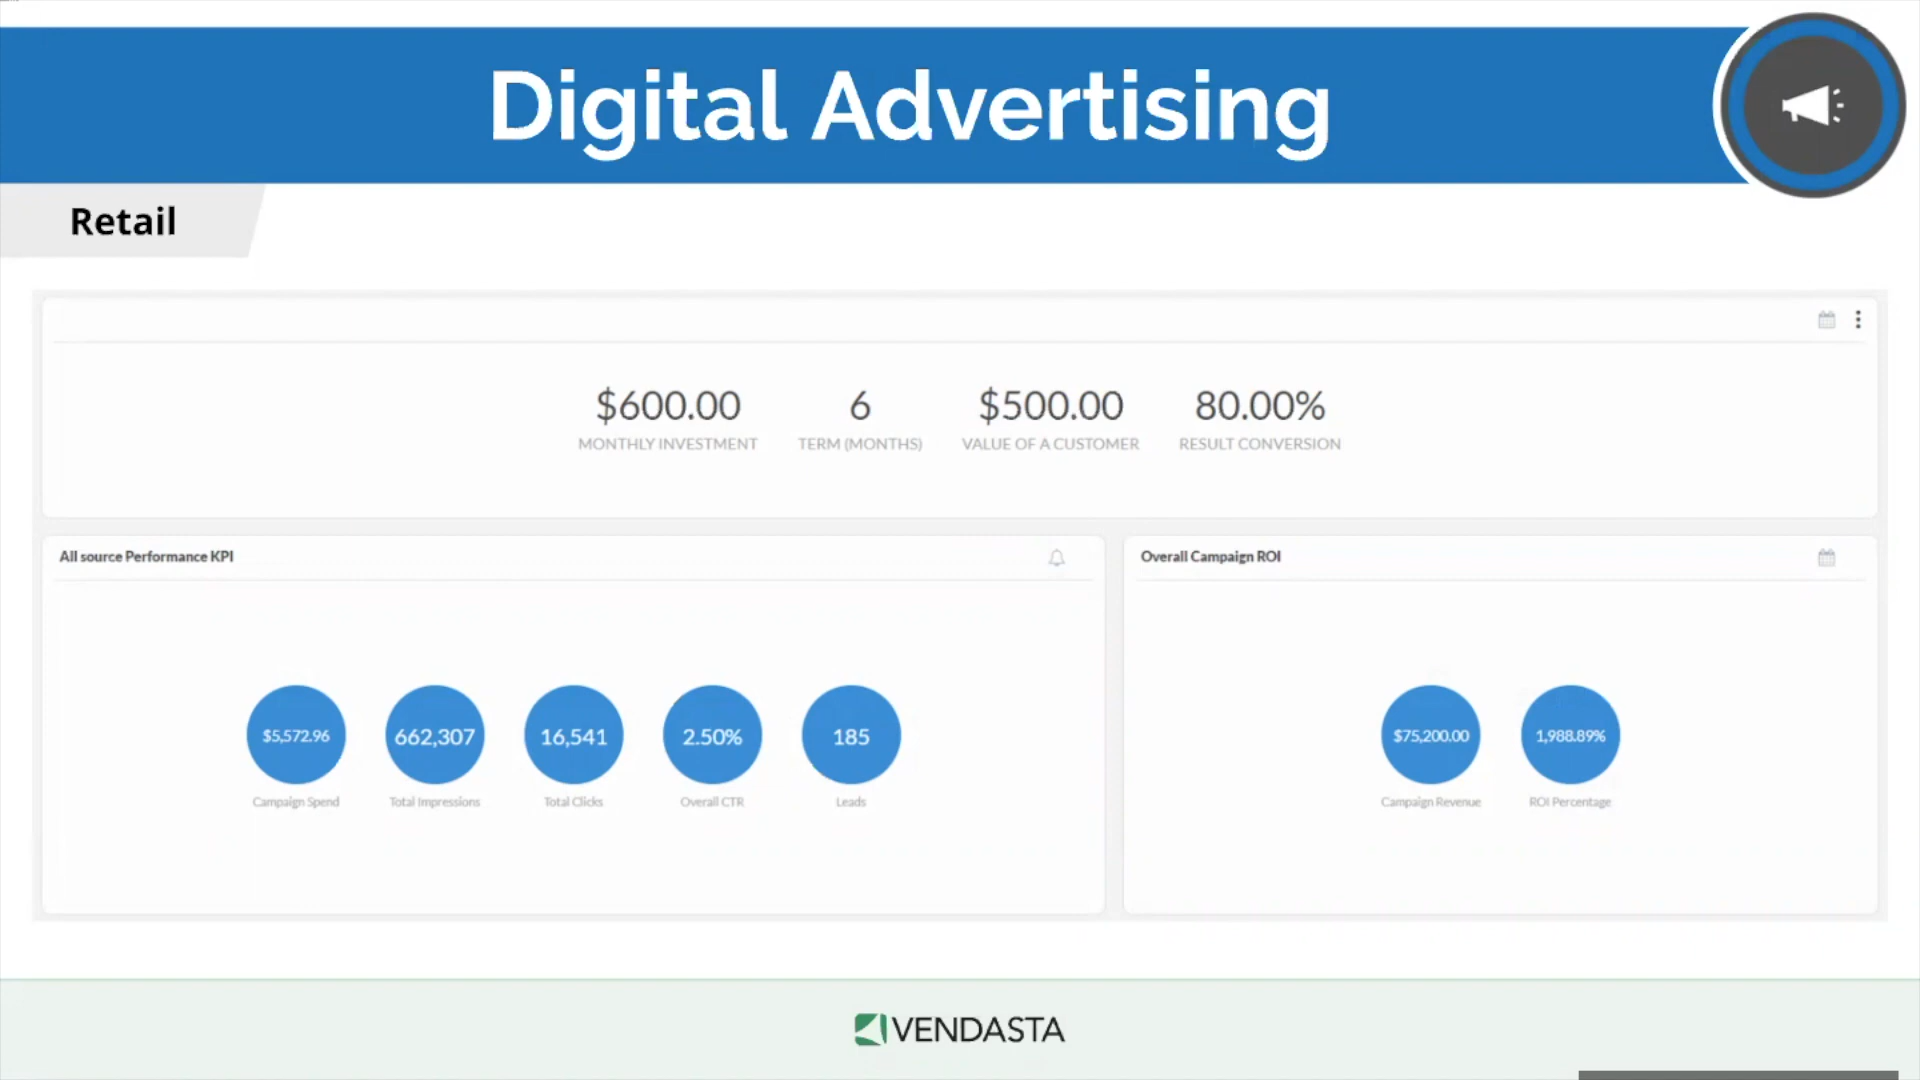 Digital Advertising
Retail
$600.00 6 $500.00 80.00%
MONTHLY INVESTMENT TERM (MONTHS) VALUE OF A CUSTOMER RESULT CONVERSION
All source Performance KPI
$5,572.96 662,307 16,541 2.50% 185
Campaign Spend Total Impressions Total Clicks Overall CTR Leads
Overall Campaign ROI
$75,200.00 1,988.89%
Campaign Revenue ROI Percentage
VENDASTA